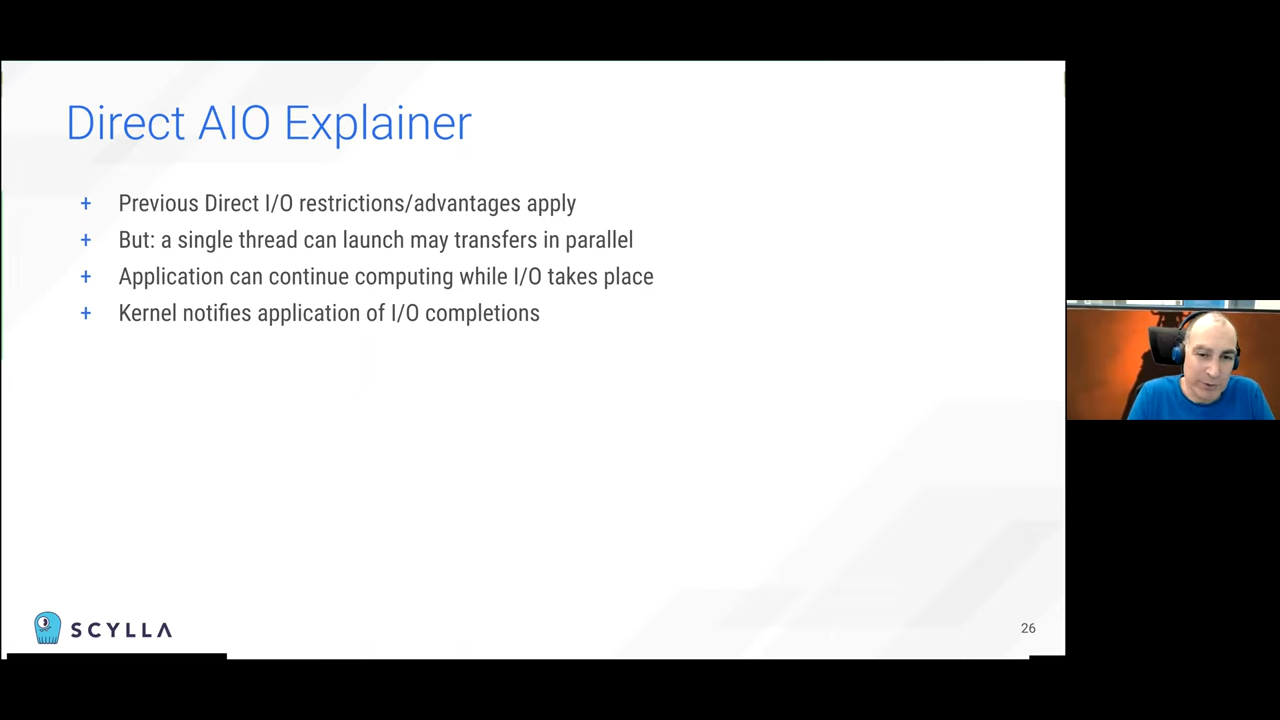 Direct AIO Explainer
+ Previous Direct I/O restrictions/advantages apply
+ But: a single thread can launch may transfers in parallel
+ Application can continue computing while I/O takes place
+ Kernel notifies application of I/O completions
SCYLLA
26